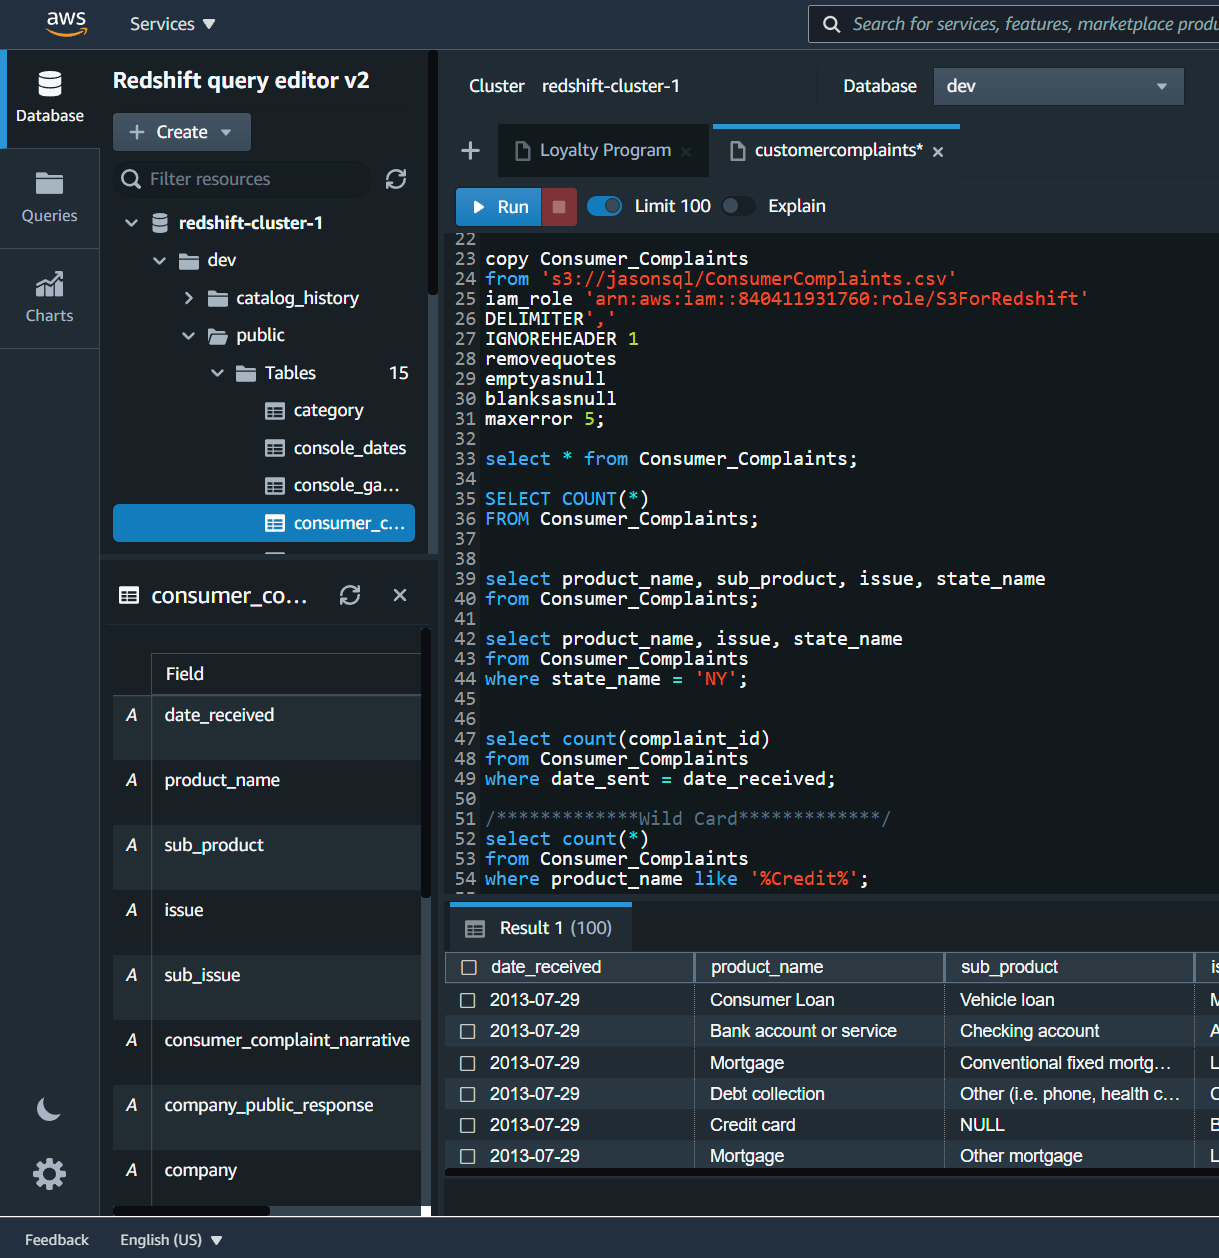 aws
Services
Search for services, features, marketplace produ
Database
Queries
Charts
Redshift query editor v2
Create
Filter resources
redshift-cluster-1
dev
catalog_history
public
Tables 15
category
console_dates
console_ga...
consumer_c...
consumer_co...
Field
A date_received
A product_name
A sub_product
A issue
A sub_issue
A consumer_complaint_narrative
A company_public_response
A company
Cluster redshift-cluster-1 Database dev
Loyalty Program customercomplaints*
Run Limit 100 Explain
22
23 copy Consumer_Complaints
24 from 's3://jasonsql/ConsumerComplaints.csv'
25 iam_role 'arn:aws:iam::840411931760:role/S3ForRedshift'
26 DELIMITER','
27 IGNOREHEADER 1
28 removequotes
29 emptyasnull
30 blanksasnull
31 maxerror 5;
32
33 select * from Consumer_Complaints;
34
35 SELECT COUNT(*)
36 FROM Consumer_Complaints;
37
38
39 select product_name, sub_product, issue, state_name
40 from Consumer_Complaints;
41
42 select product_name, issue, state_name
43 from Consumer_Complaints
44 where state_name = 'NY';
45
46
47 select count(complaint_id)
48 from Consumer_Complaints
49 where date_sent = date_received;
50
51 /*************Wild Card*************/
52 select count(*)
53 from Consumer_Complaints
54 where product_name like '%Credit%';
Result 1 (100)
date_received product_name sub_product
2013-07-29 Consumer Loan Vehicle loan
2013-07-29 Bank account or service Checking account
2013-07-29 Mortgage Conventional fixed mortg...
2013-07-29 Debt collection Other (i.e. phone, health c...
2013-07-29 Credit card NULL
2013-07-29 Mortgage Other mortgage
Feedback English (US)